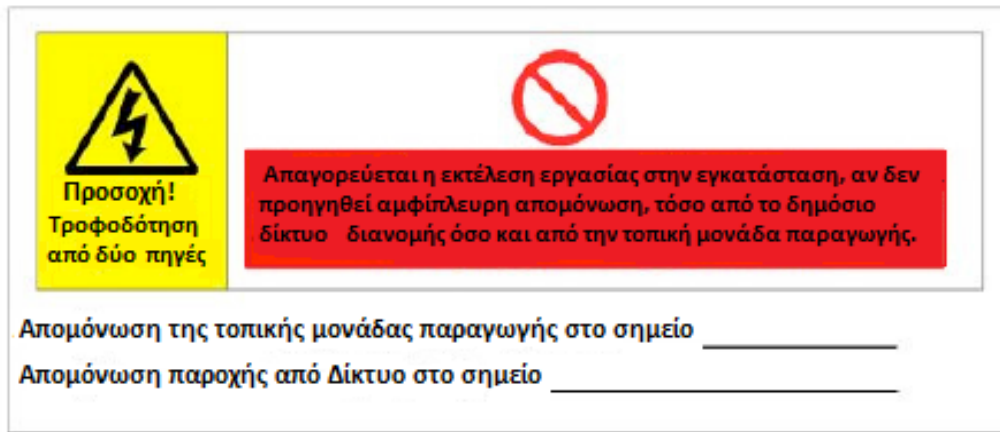 Προσοχή!
Τροφοδότηση
από δύο πηγές
Απαγορεύεται η εκτέλεση εργασίας στην εγκατάσταση, αν δεν
προηγηθεί αμφίπλευρη απομόνωση, τόσο από το δημόσιο
δίκτυο διανομής όσο και από την τοπική μονάδα παραγωγής.
Απομόνωση της τοπικής μονάδας παραγωγής στο σημείο
Απομόνωση παροχής από Δίκτυο στο σημείο